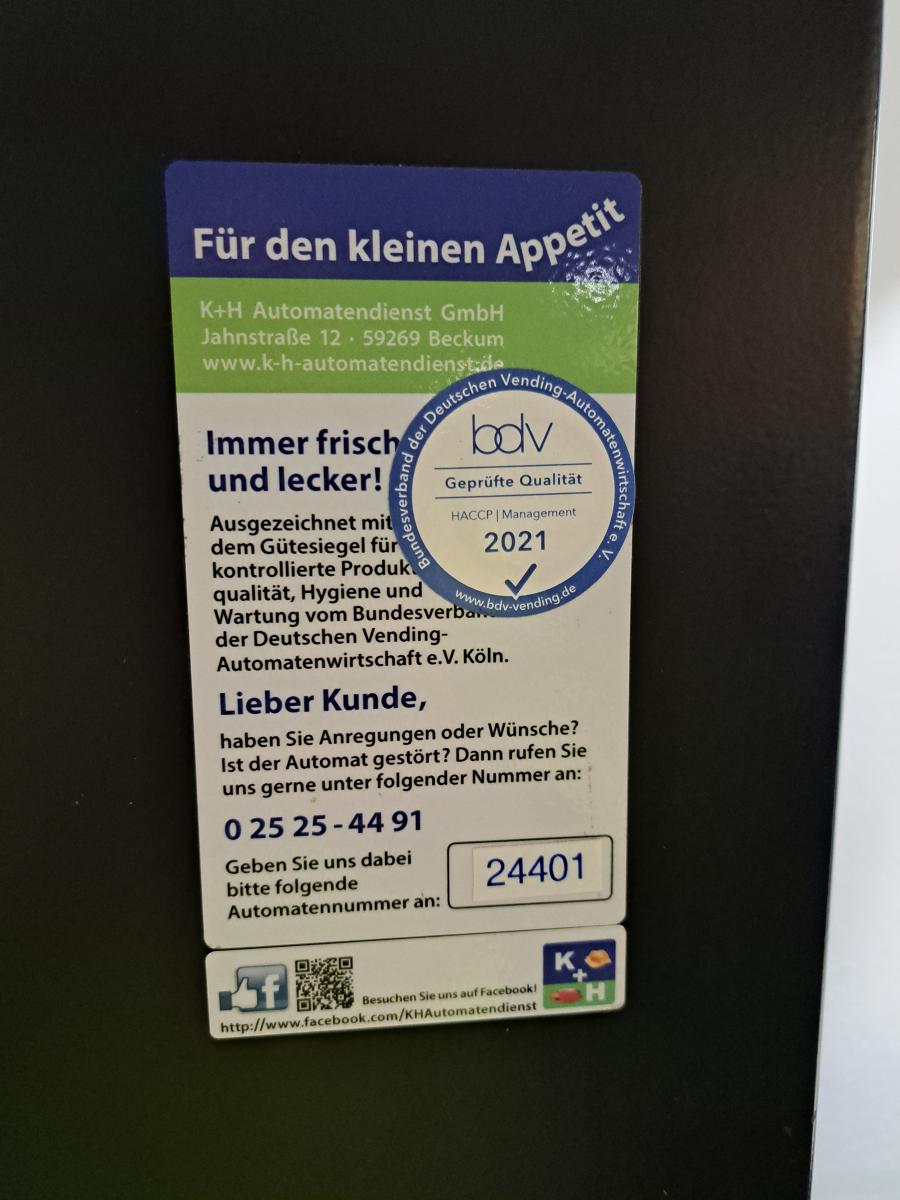 Für den kleinen Appetit
K+H Automatendienst GmbH
Jahnstraße 12 · 59269 Beckum
www.k-h-automatendienst.de
Immer frisch
und lecker!
Ausgezeichnet mit
dem Gütesiegel für
kontrollierte Produk
qualität, Hygiene und
Wartung vom Bundesverban
der Deutschen Vending-
Automatenwirtschaft e.V. Köln.
Bundesverband der Deutschen Vending-Automatenwirtschaft e. V.
bdv
Geprüfte Qualität
HACCP | Management
2021
www.bdv-vending.de
Lieber Kunde,
haben Sie Anregungen oder Wünsche?
Ist der Automat gestört? Dann rufen Sie
uns gerne unter folgender Nummer an:
0 25 25 - 44 91
Geben Sie uns dabei
bitte folgende
Automatennummer an:
24401
f
Besuchen Sie uns auf Facebook!
http://www.facebook.com/KHAutomatendienst
K
+
H